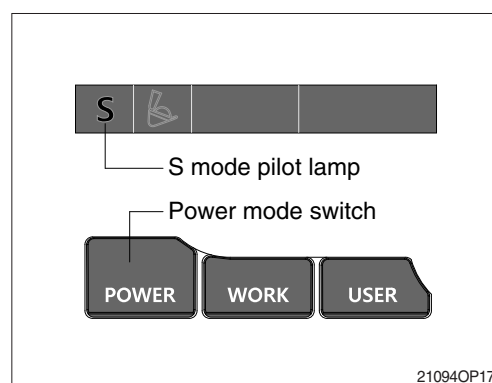 S
S mode pilot lamp
Power mode switch
POWER WORK USER
21094OP17